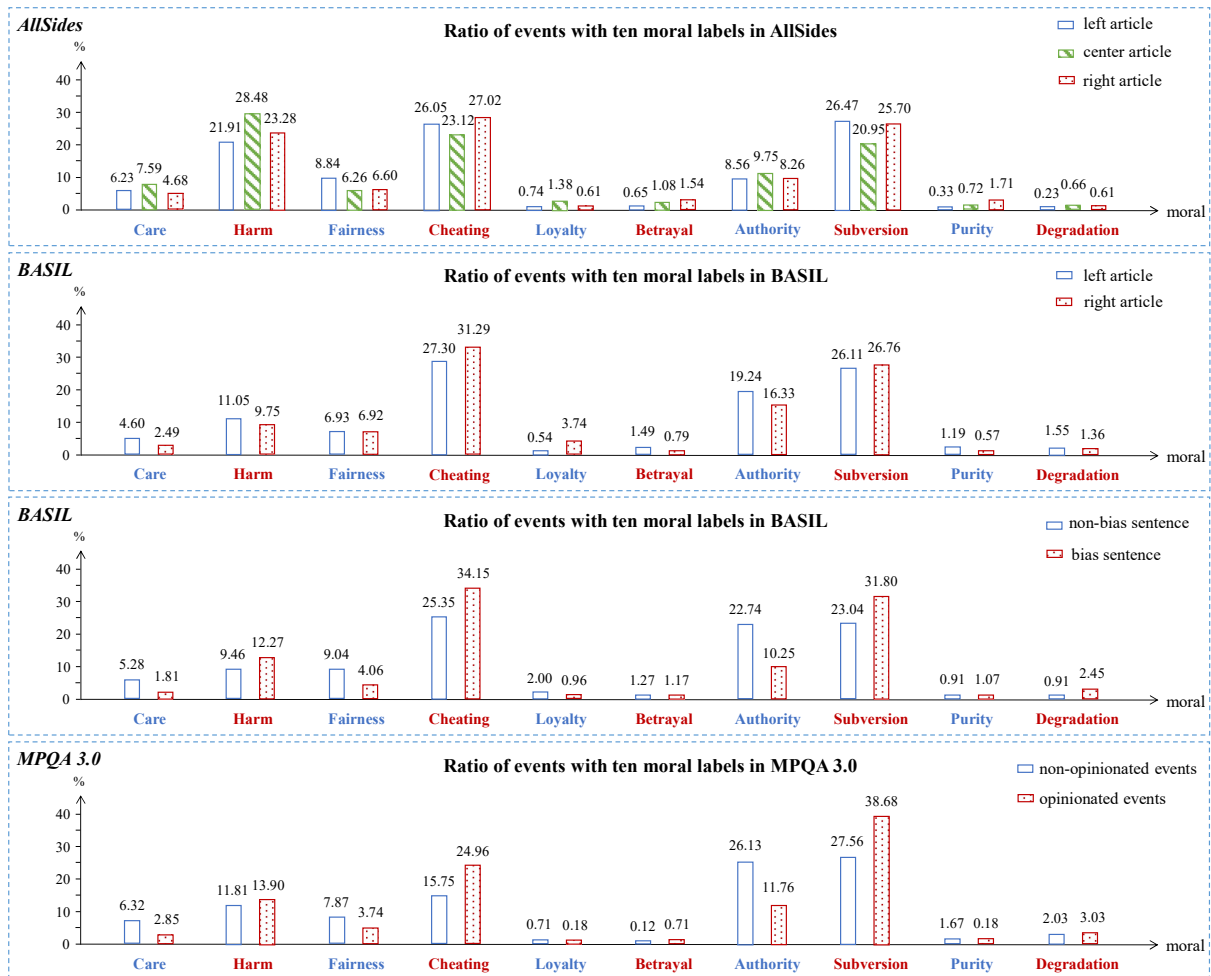 AllSides
Ratio of events with ten moral labels in AllSides
left article
center article
right article
%
40
30
20
10
0
6.23 7.59 4.68
21.91 28.48 23.28
8.84 6.26 6.60
26.05 23.12 27.02
0.74 1.38 0.61
0.65 1.08 1.54
8.56 9.75 8.26
26.47 20.95 25.70
0.33 0.72 1.71
0.23 0.66 0.61
moral
Care Harm Fairness Cheating Loyalty Betrayal Authority Subversion Purity Degradation
BASIL
Ratio of events with ten moral labels in BASIL
left article
right article
%
40
30
20
10
0
4.60 2.49
11.05 9.75
6.93 6.92
27.30 31.29
0.54 3.74
1.49 0.79
19.24 16.33
26.11 26.76
1.19 0.57
1.55 1.36
moral
Care Harm Fairness Cheating Loyalty Betrayal Authority Subversion Purity Degradation
BASIL
Ratio of events with ten moral labels in BASIL
non-bias sentence
bias sentence
%
40
30
20
10
0
5.28 1.81
9.46 12.27
9.04 4.06
25.35 34.15
2.00 0.96
1.27 1.17
22.74 10.25
23.04 31.80
0.91 1.07
0.91 2.45
moral
Care Harm Fairness Cheating Loyalty Betrayal Authority Subversion Purity Degradation
MPQA 3.0
Ratio of events with ten moral labels in MPQA 3.0
non-opinionated events
opinionated events
%
40
30
20
10
0
6.32 2.85
11.81 13.90
7.87 3.74
15.75 24.96
0.71 0.18
0.12 0.71
26.13 11.76
27.56 38.68
1.67 0.18
2.03 3.03
moral
Care Harm Fairness Cheating Loyalty Betrayal Authority Subversion Purity Degradation